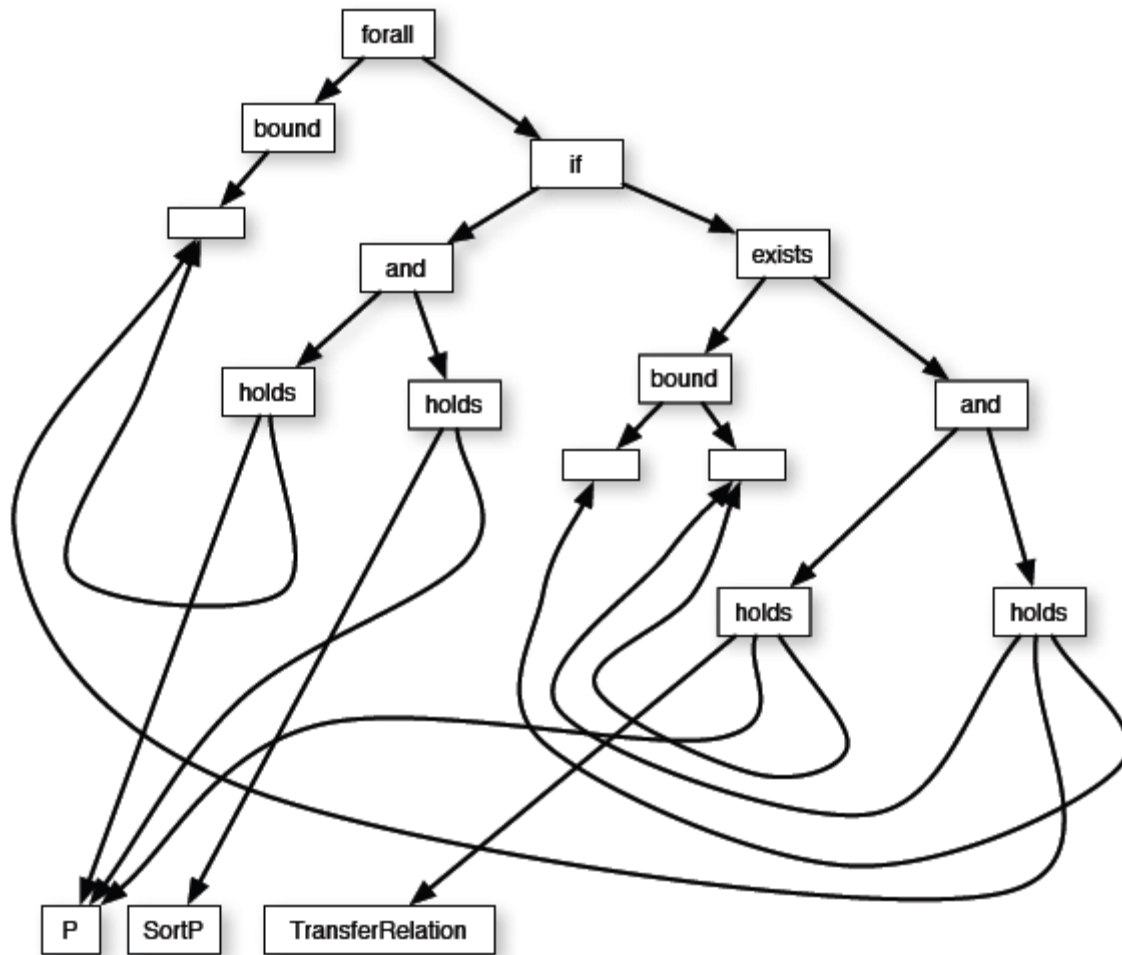 forall
bound
if
and
exists
holds
holds
bound
and
holds
holds
P
SortP
TransferRelation